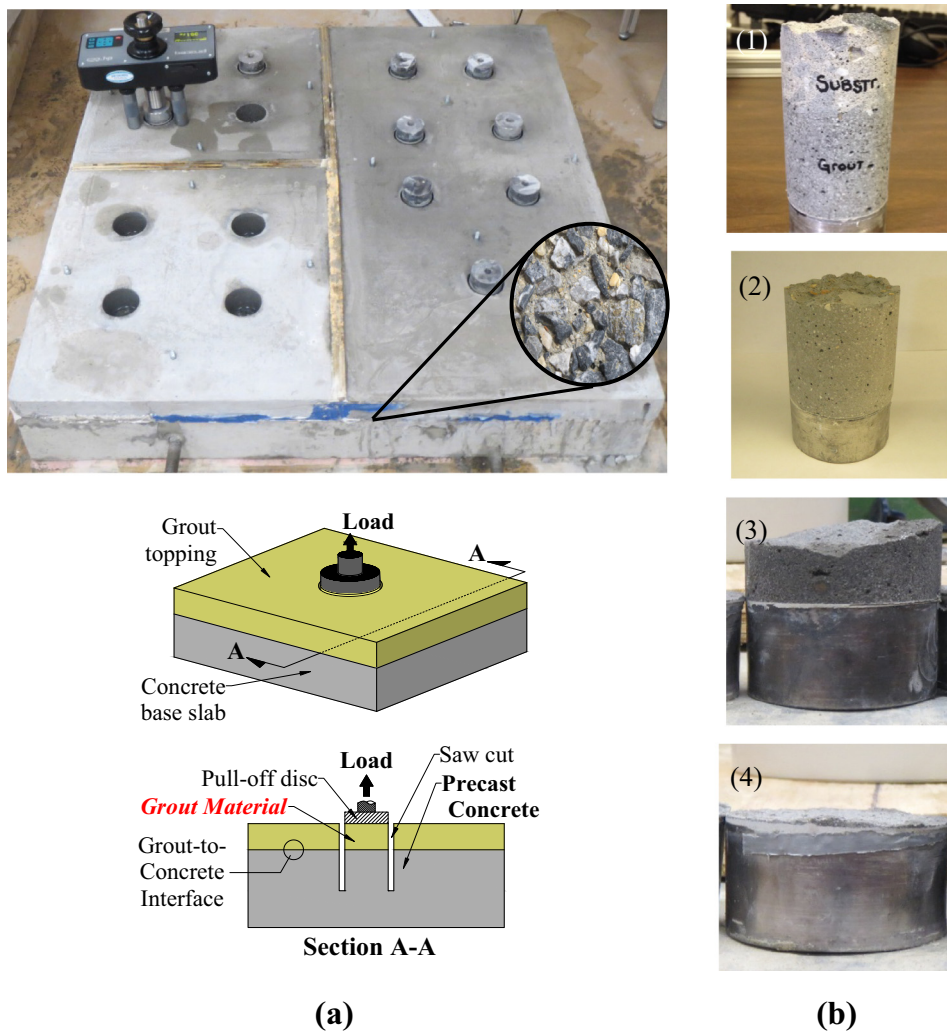 (1)
SUBSTR.
Grout
(2)
(3)
(4)
Grout
topping
Load
A
A
Concrete
base slab
Load
Saw cut
Pull-off disc
Precast
Concrete
Grout Material
Grout-to-
Concrete
Interface
Section A-A
(a)
(b)